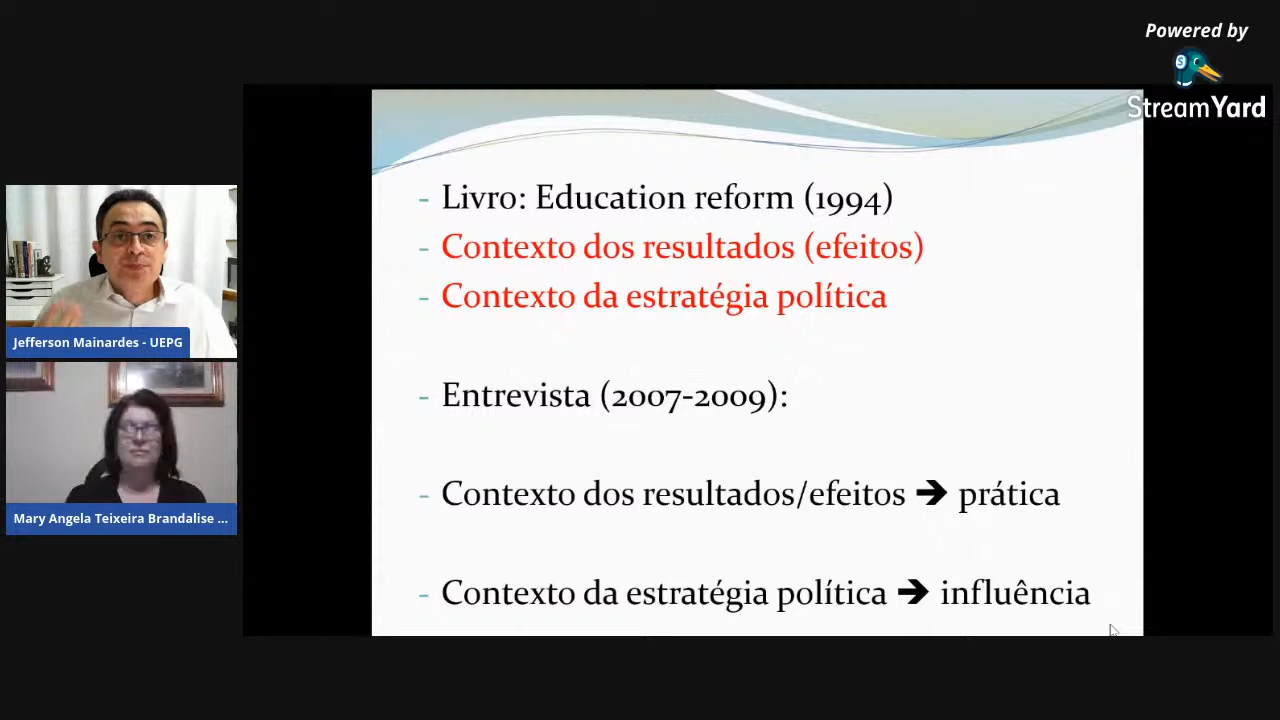 Powered by
StreamYard
- Livro: Education reform (1994)
- Contexto dos resultados (efeitos)
- Contexto da estratégia política
- Entrevista (2007-2009):
- Contexto dos resultados/efeitos → prática
- Contexto da estratégia política → influência
Jefferson Mainardes - UEPG
Mary Angela Teixeira Brandalise ...